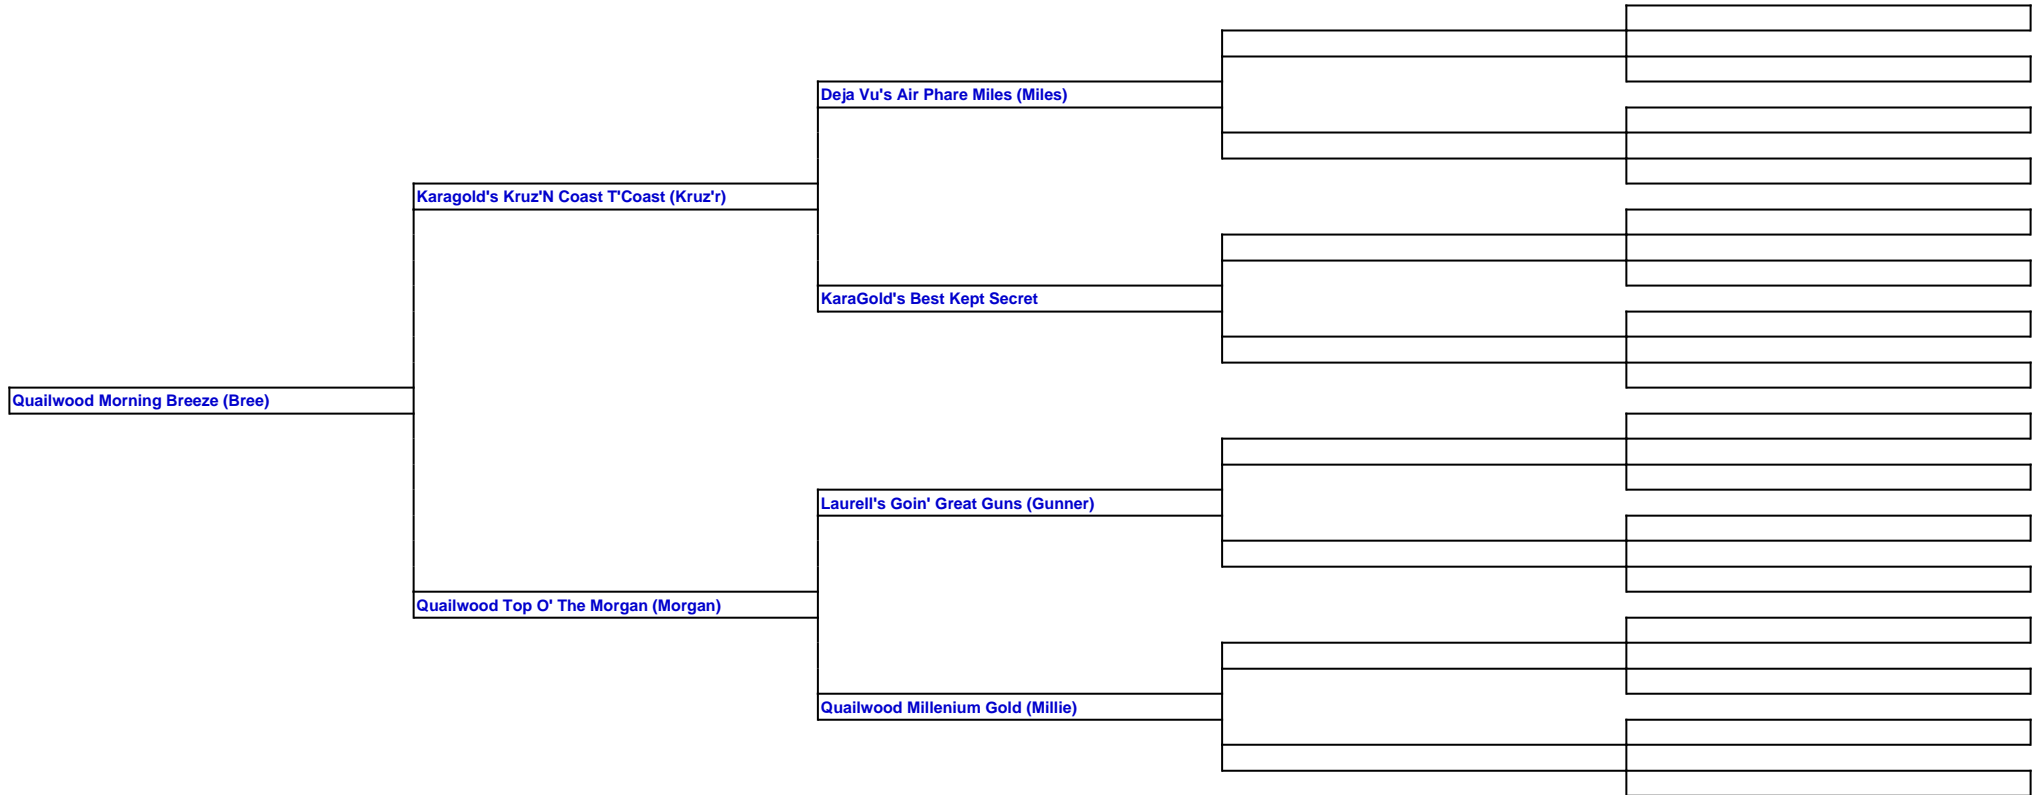 Deja Vu's Air Phare Miles (Miles)
Karagold's Kruz'N Coast T'Coast (Kruz'r)
KaraGold's Best Kept Secret
Quailwood Morning Breeze (Bree)
Laurell's Goin' Great Guns (Gunner)
Quailwood Top O' The Morgan (Morgan)
Quailwood Millenium Gold (Millie)